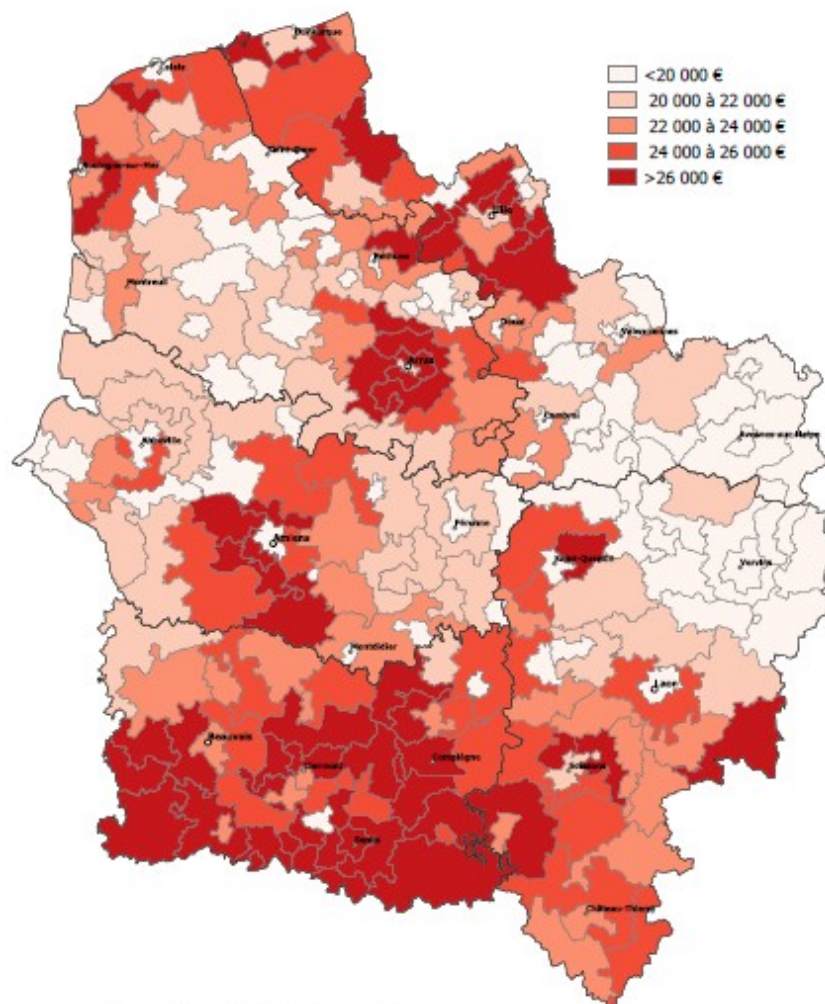 Dunkerque
Calais
<20 000 €
20 000 à 22 000 €
22 000 à 24 000 €
24 000 à 26 000 €
>26 000 €
Saint-Omer
Boulogne-sur-Mer
Lille
Béthune
Montreuil
Douai
Valenciennes
Arras
Cambrai
Abbeville
Avesnes-sur-Helpe
Péronne
Amiens
Saint-Quentin
Vervins
Montdidier
Laon
Beauvais
Compiègne
Clermont
Soissons
Senlis
Château-Thierry